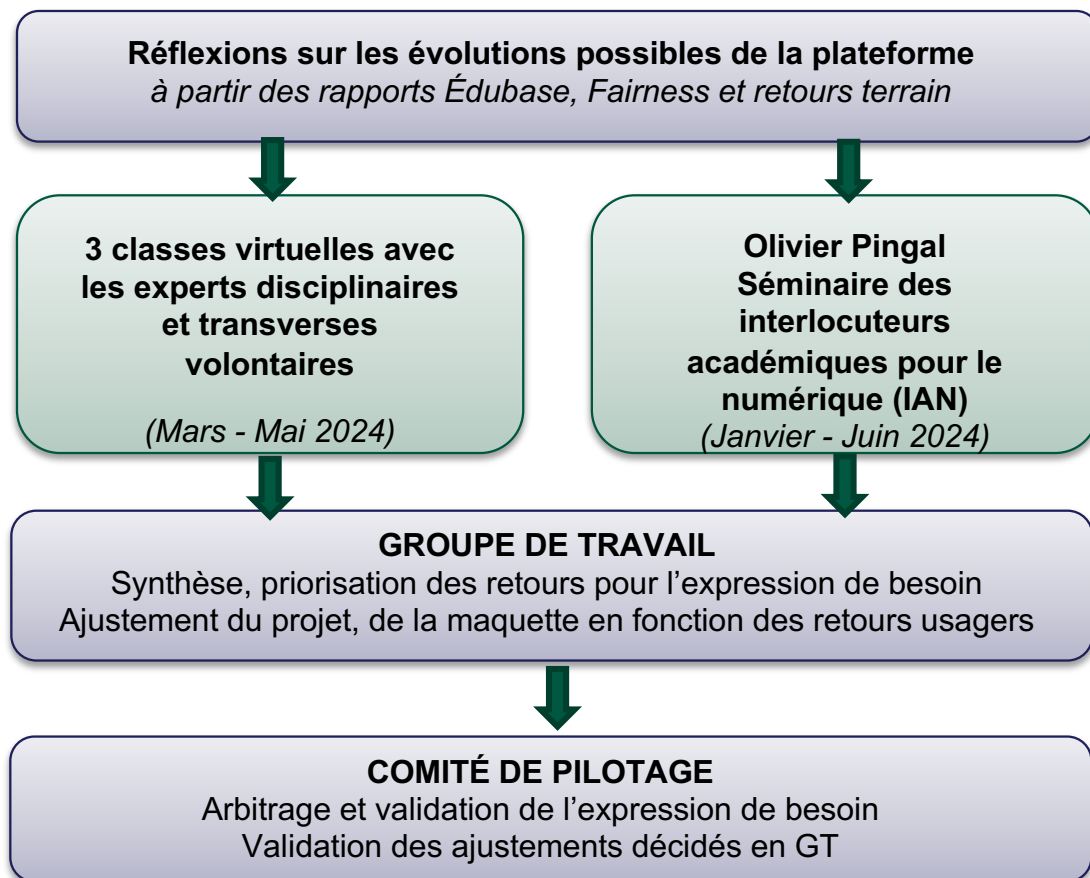 Réflexions sur les évolutions possibles de la plateforme
à partir des rapports Édubase, Fairness et retours terrain
3 classes virtuelles avec
les experts disciplinaires
et transverses
volontaires
(Mars - Mai 2024)
Olivier Pingal
Séminaire des
interlocuteurs
académiques pour le
numérique (IAN)
(Janvier - Juin 2024)
GROUPE DE TRAVAIL
Synthèse, priorisation des retours pour l’expression de besoin
Ajustement du projet, de la maquette en fonction des retours usagers
COMITÉ DE PILOTAGE
Arbitrage et validation de l’expression de besoin
Validation des ajustements décidés en GT